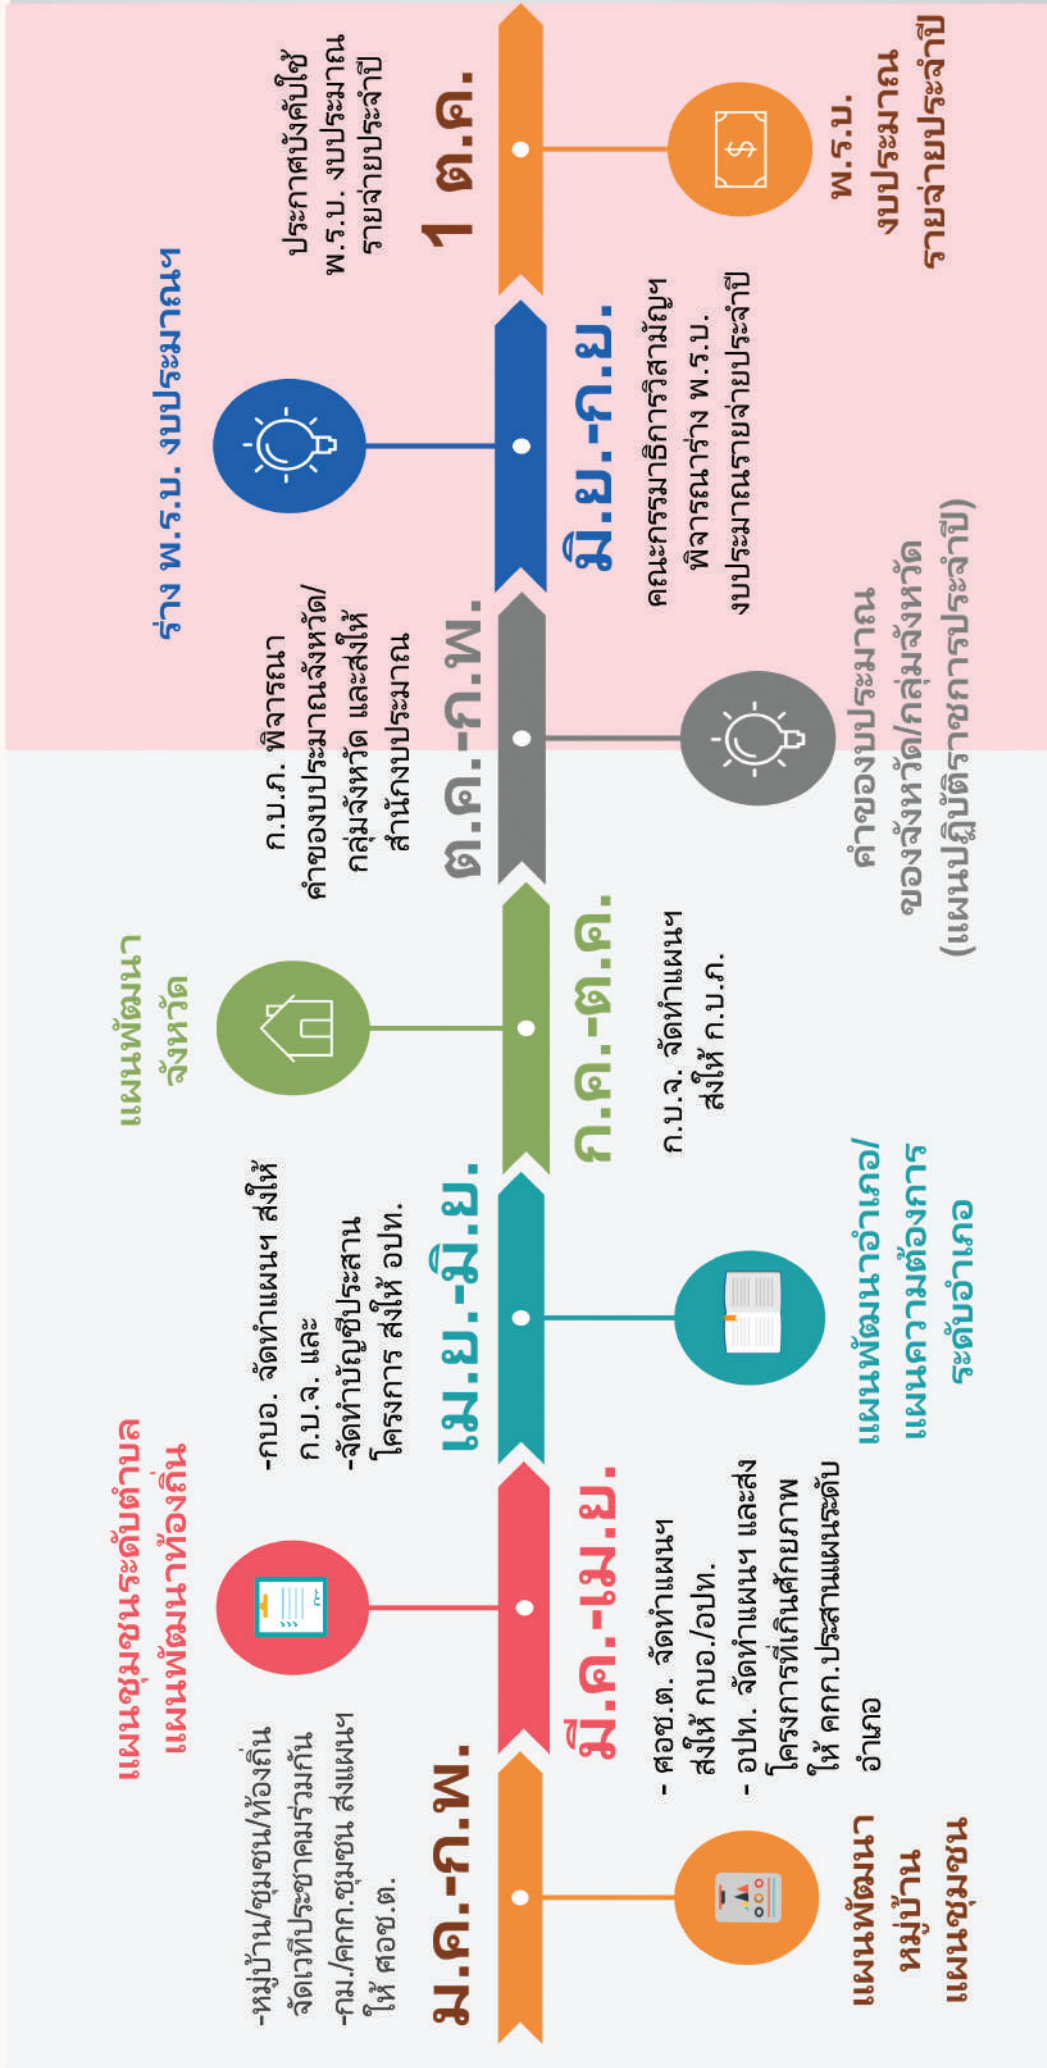 แผนพัฒนา
หมู่บ้าน
แผนชุมชน
ม.ค.-ก.พ.
-หมู่บ้าน/ชุมชน/ท้องถิ่น
จัดเวทีประชาคมร่วมกัน
-กม./คกก.ชุมชน ส่งแผนฯ
ให้ ศอช.ต.
แผนชุมชนระดับตำบล
แผนพัฒนาท้องถิ่น
มี.ค.-เม.ย.
- ศอช.ต. จัดทำแผนฯ
ส่งให้ กบอ./อปท.
- อปท. จัดทำแผนฯ และส่ง
โครงการที่เกินศักยภาพ
ให้ คกก.ประสานแผนระดับ
อำเภอ
แผนพัฒนาอำเภอ/
แผนความต้องการ
ระดับอำเภอ
เม.ย.-มิ.ย.
-กบอ. จัดทำแผนฯ ส่งให้
ก.บ.จ. และ
-จัดทำบัญชีประสาน
โครงการ ส่งให้ อปท.
แผนพัฒนา
จังหวัด
ก.ค.-ต.ค.
ก.บ.จ. จัดทำแผนฯ
ส่งให้ ก.บ.ภ.
คำของบประมาณ
ของจังหวัด/กลุ่มจังหวัด
(แผนปฏิบัติราชการประจำปี)
ต.ค.-ก.พ.
ก.บ.ภ. พิจารณา
คำของบประมาณจังหวัด/
กลุ่มจังหวัด และส่งให้
สำนักงบประมาณ
ร่าง พ.ร.บ. งบประมาณฯ
มิ.ย.-ก.ย.
คณะกรรมาธิการวิสามัญฯ
พิจารณาร่าง พ.ร.บ.
งบประมาณรายจ่ายประจำปี
พ.ร.บ.
งบประมาณ
รายจ่ายประจำปี
1 ต.ค.
ประกาศบังคับใช้
พ.ร.บ. งบประมาณ
รายจ่ายประจำปี